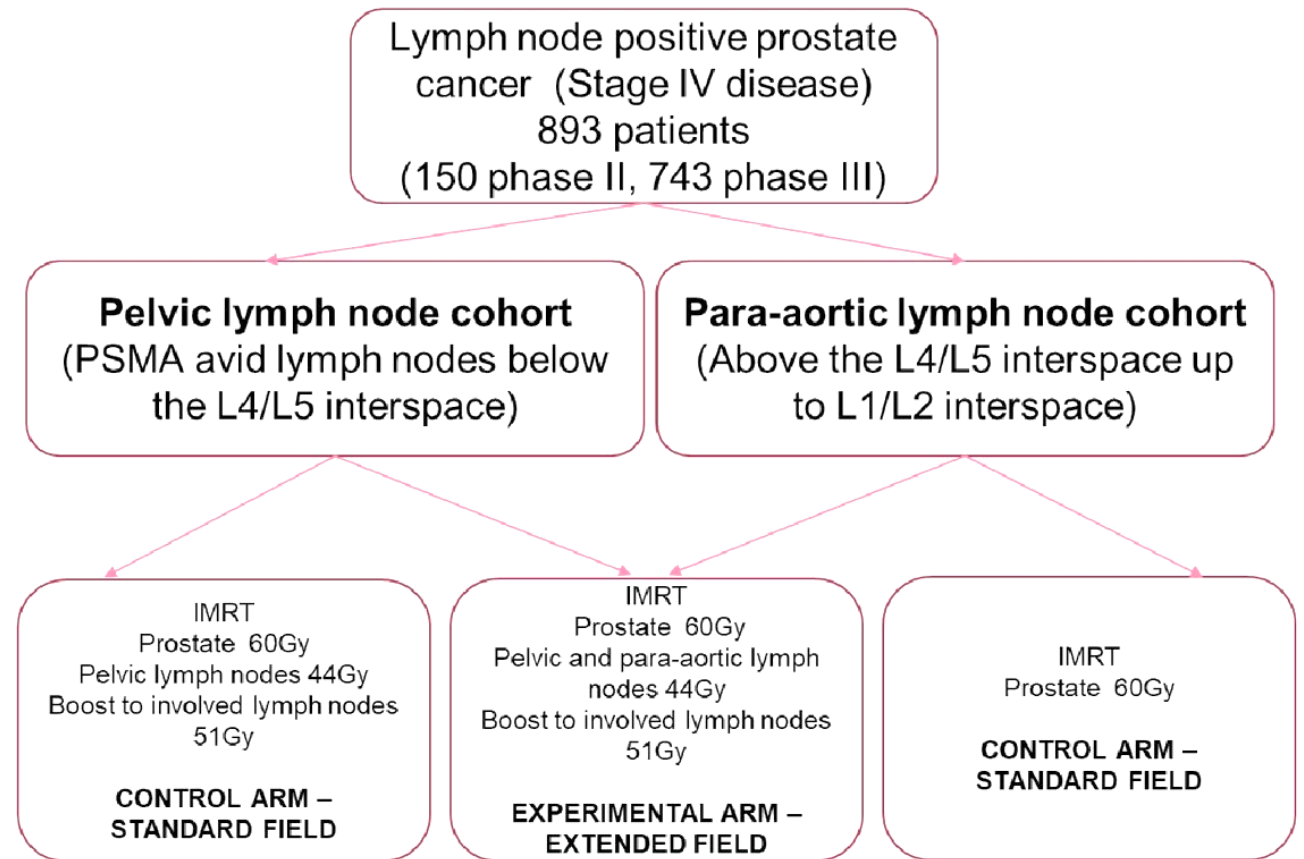 Lymph node positive prostate
cancer (Stage IV disease)
893 patients
(150 phase II, 743 phase III)
Pelvic lymph node cohort
(PSMA avid lymph nodes below
the L4/L5 interspace)
Para-aortic lymph node cohort
(Above the L4/L5 interspace up
to L1/L2 interspace)
IMRT
Prostate 60Gy
Pelvic lymph nodes 44Gy
Boost to involved lymph nodes
51Gy
CONTROL ARM –
STANDARD FIELD
IMRT
Prostate 60Gy
Pelvic and para-aortic lymph
nodes 44Gy
Boost to involved lymph nodes
51Gy
EXPERIMENTAL ARM –
EXTENDED FIELD
IMRT
Prostate 60Gy
CONTROL ARM –
STANDARD FIELD